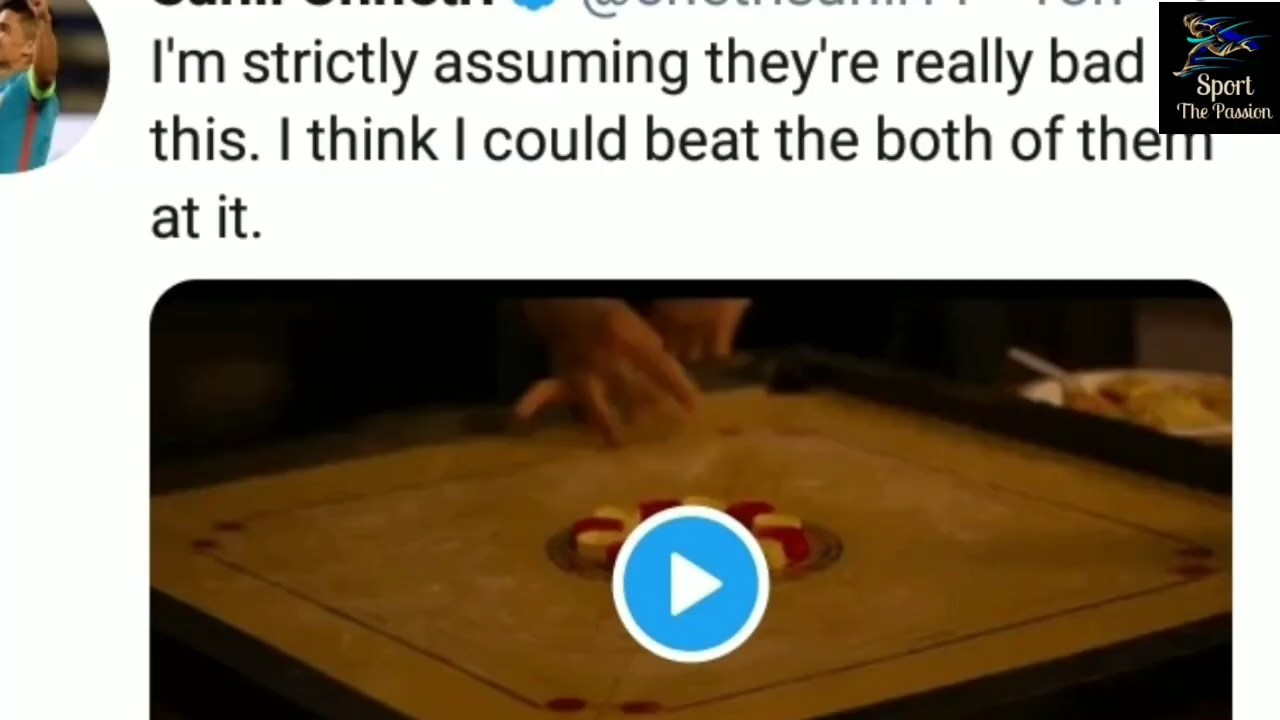 I'm strictly assuming they're really bad
this. I think I could beat the both of them
at it.
Sport
The Passion